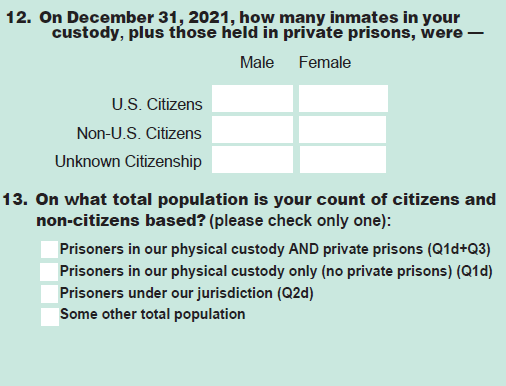 12. On December 31, 2021, how many inmates in your
custody, plus those held in private prisons, were —
Male Female
U.S. Citizens
Non-U.S. Citizens
Unknown Citizenship
13. On what total population is your count of citizens and
non-citizens based? (please check only one):
Prisoners in our physical custody AND private prisons (Q1d+Q3)
Prisoners in our physical custody only (no private prisons) (Q1d)
Prisoners under our jurisdiction (Q2d)
Some other total population